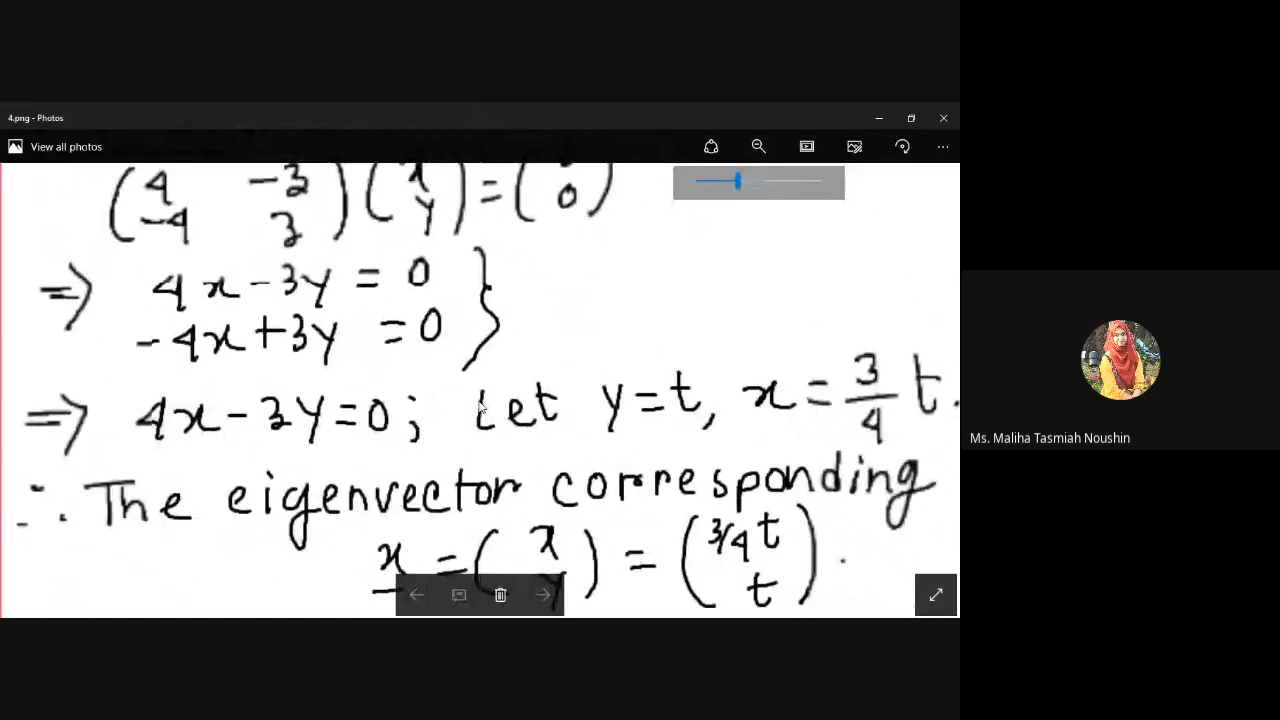 4.png - Photos
View all photos
(4 -3) (x) = (0)
(-4 3) (y)
⇒ 4x - 3y = 0 }
-4x + 3y = 0
⇒ 4x - 3y = 0; Let y = t, x = 3/4 t.
∴ The eigenvector corresponding
x = (x y) = (3/4 t t).
Ms. Maliha Tasmiah Noushin